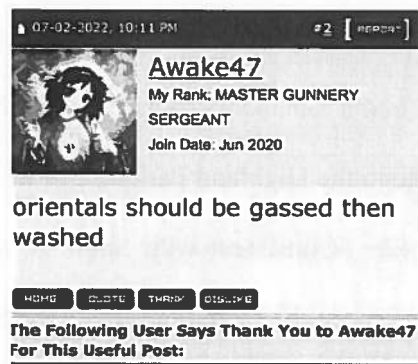 07-02-2022, 10:11 PM #2 [REPORT]
Awake47
My Rank: MASTER GUNNERY
SERGEANT
Join Date: Jun 2020
orientals should be gassed then
washed
HOME QUOTE THANK DISLIKE
The Following User Says Thank You to Awake47
For This Useful Post: